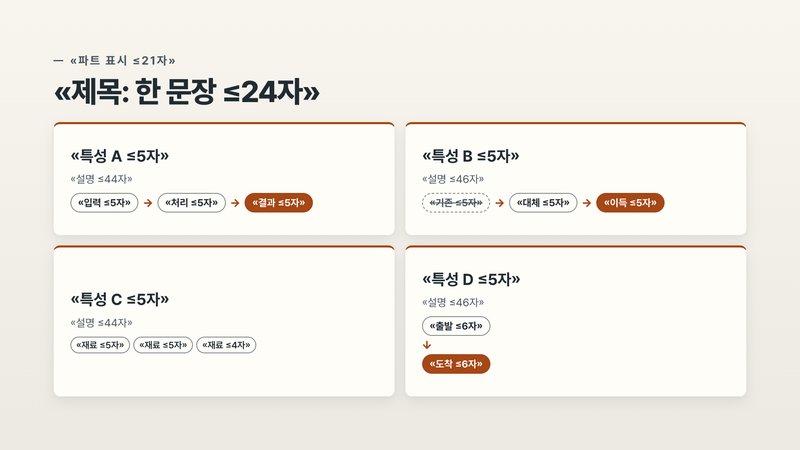 — «파트 표시 ≤21자»
«제목: 한 문장 ≤24자»
«특성 A ≤5자»
«설명 ≤44자»
«입력 ≤5자» → «처리 ≤5자» → «결과 ≤5자»
«특성 B ≤5자»
«설명 ≤46자»
«기존 ≤5자» → «대체 ≤5자» → «이득 ≤5자»
«특성 C ≤5자»
«설명 ≤44자»
«재료 ≤5자» «재료 ≤5자» «재료 ≤4자»
«특성 D ≤5자»
«설명 ≤46자»
«출발 ≤6자»
↓
«도착 ≤6자»